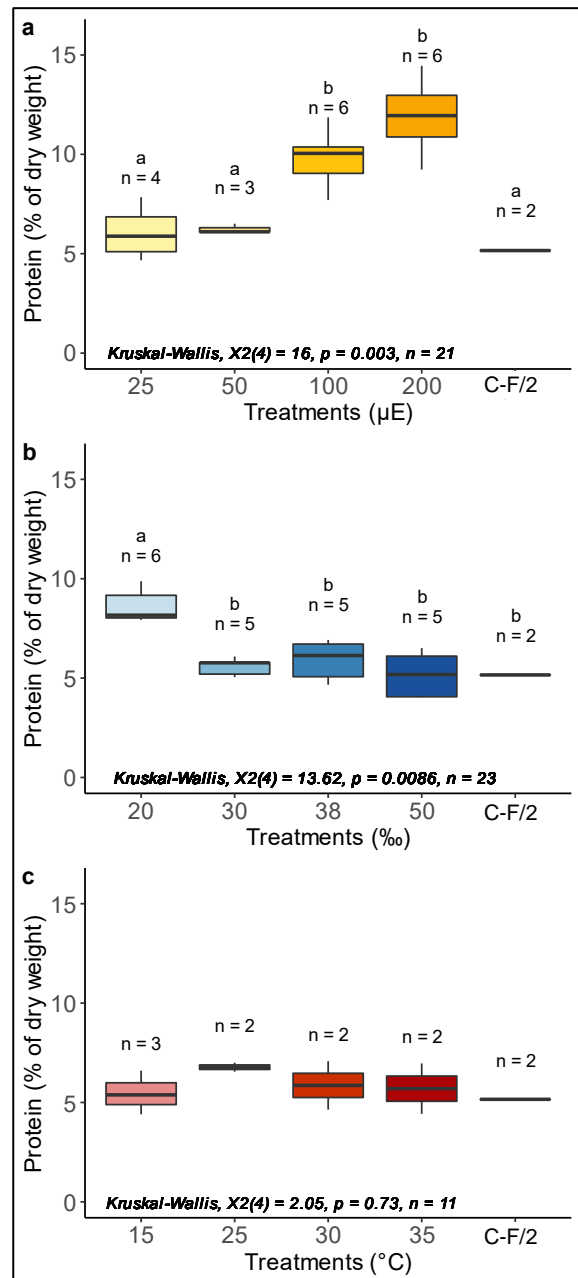 a
Protein (% of dry weight)
15
10
5
0
a
n = 4
a
n = 3
b
n = 6
b
n = 6
a
n = 2
Kruskal-Wallis, X2(4) = 16, p = 0.003, n = 21
25 50 100 200 C-F/2
Treatments (µE)
b
Protein (% of dry weight)
15
10
5
0
a
n = 6
b
n = 5
b
n = 5
b
n = 5
b
n = 2
Kruskal-Wallis, X2(4) = 13.62, p = 0.0086, n = 23
20 30 38 50 C-F/2
Treatments (‰)
c
Protein (% of dry weight)
15
10
5
0
n = 3
n = 2
n = 2
n = 2
n = 2
Kruskal-Wallis, X2(4) = 2.05, p = 0.73, n = 11
15 25 30 35 C-F/2
Treatments (°C)